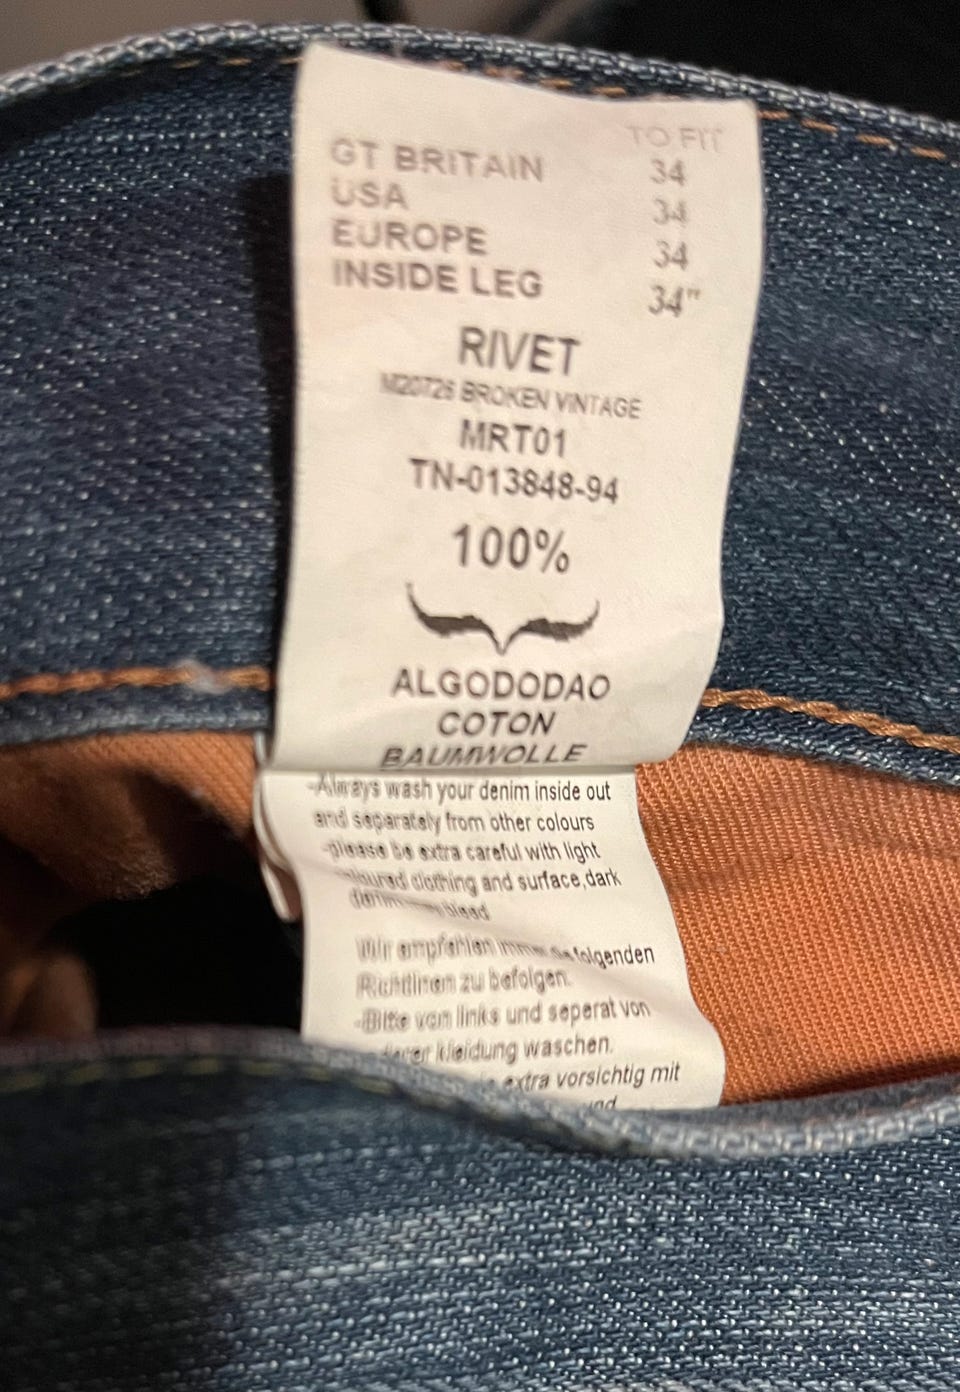 TO FIT
GT BRITAIN 34
USA 34
EUROPE 34
INSIDE LEG 34"
RIVET
M20726 BROKEN VINTAGE
MRT01
TN-013848-94
100%
ALGODODAO
COTON
BAUMWOLLE
-Always wash your denim inside out
and separately from other colours
-please be extra careful with light
clothing and surface,dark
bleed
Wir empfehlen folgenden
Richtlinen zu befolgen.
-Bitte von links und seperat von
kleidung waschen.
extra vorsichtig mit
und